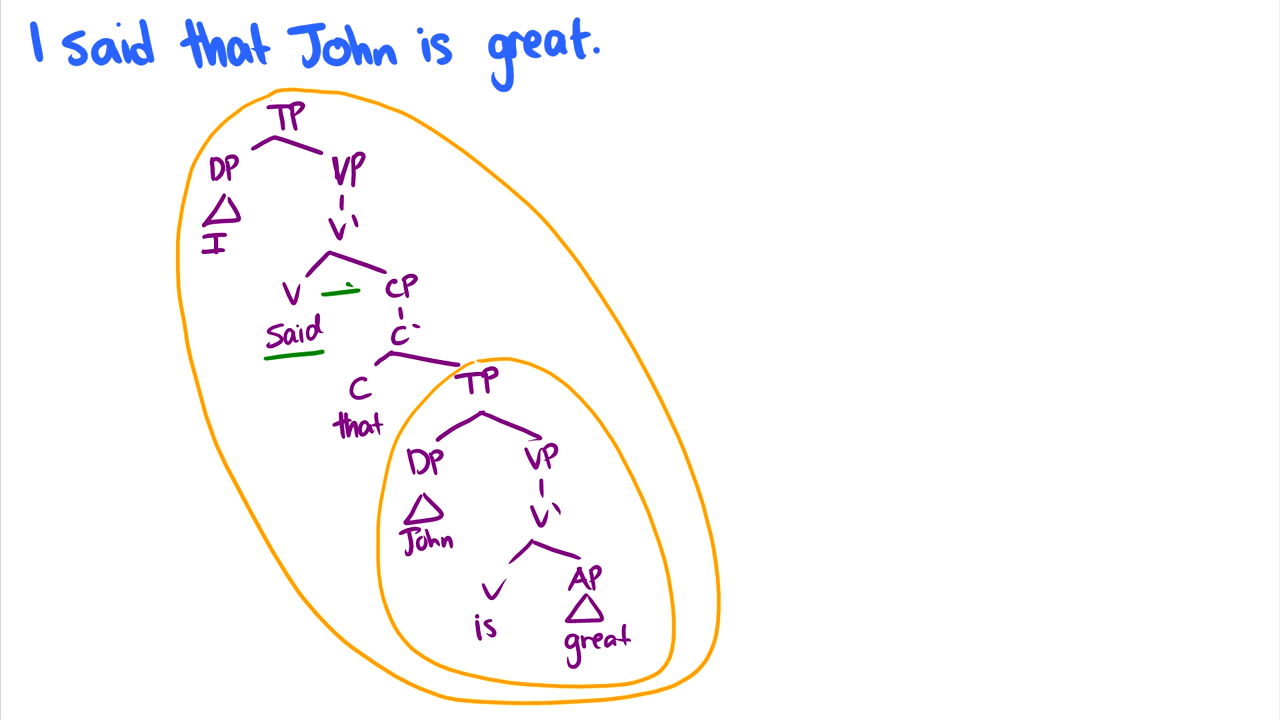 I said that John is great.
TP
DP VP
I V'
V CP
said C'
C TP
that
DP VP
John V'
V AP
is great